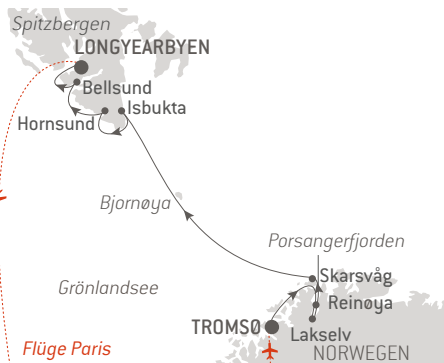 Spitzbergen
LONGYEARBYEN
Bellsund
Isbukta
Hornsund
Bjornøya
Porsangerfjorden
Skarsvåg
Grönlandsee
Reinøya
TROMSØ
Lakselv
Flüge Paris
NORWEGEN